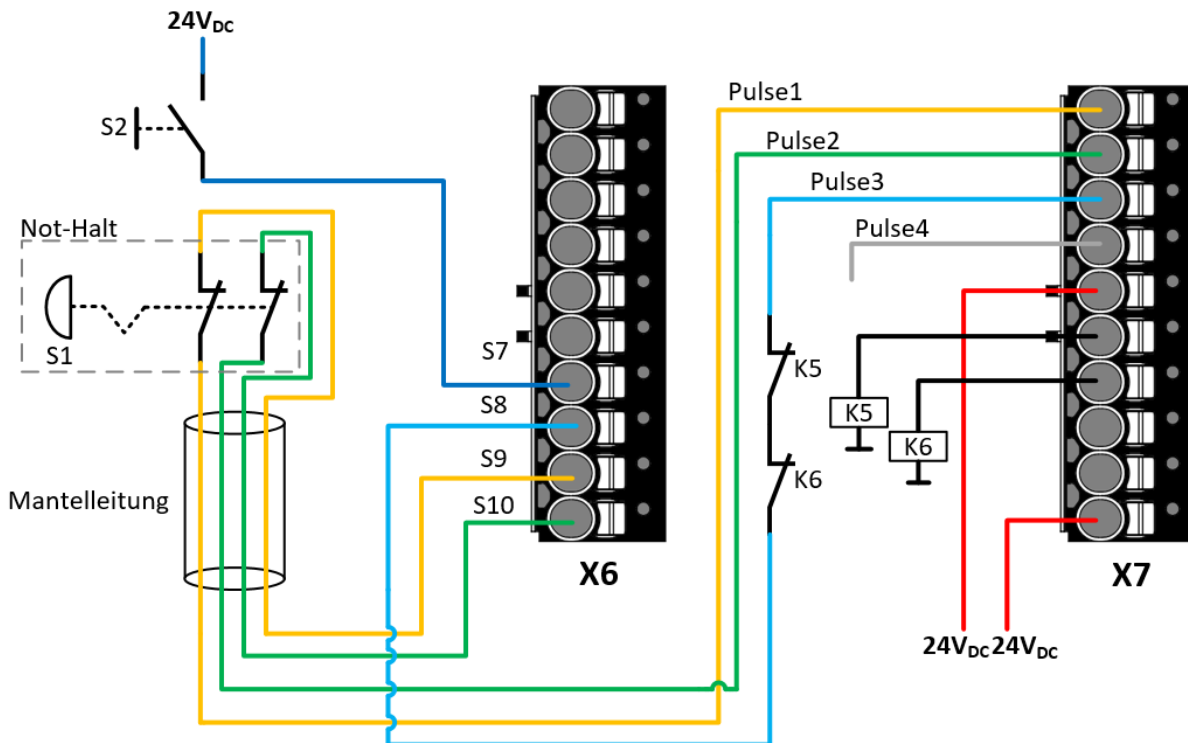 24VDC
S2
Not-Halt
S1
Mantelleitung
S7
S8
S9
S10
X6
Pulse1
Pulse2
Pulse3
Pulse4
K5
K6
K5
K6
24VDC 24VDC
X7